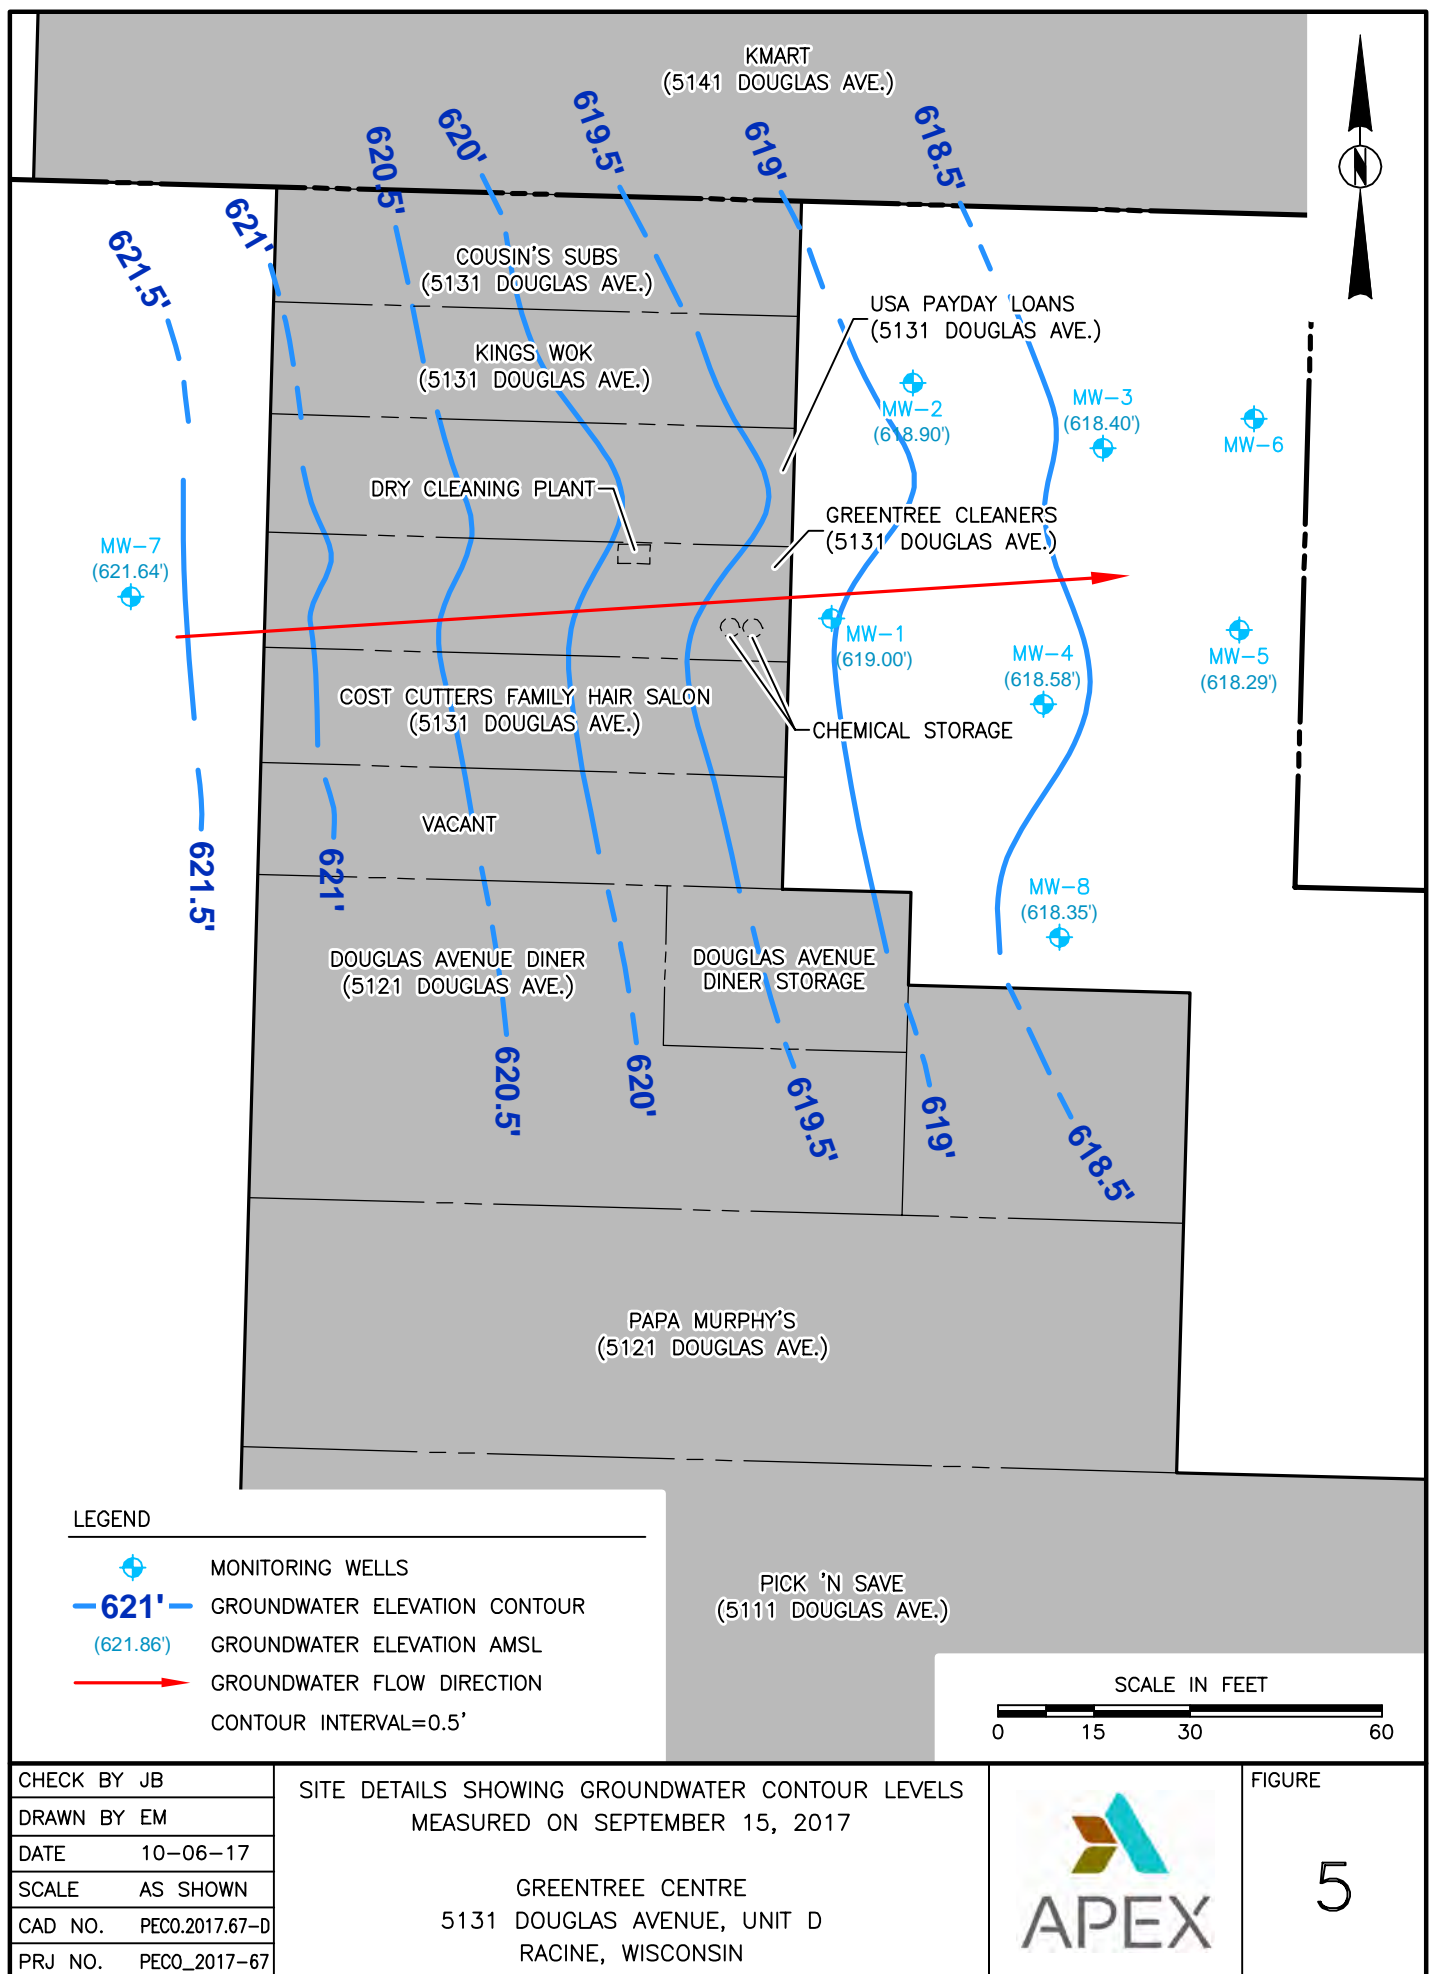 KMART
(5141 DOUGLAS AVE.)
N
621.5'
621'
620.5'
620'
619.5'
619'
618.5'
COUSIN'S SUBS
(5131 DOUGLAS AVE.)
USA PAYDAY LOANS
(5131 DOUGLAS AVE.)
KINGS WOK
(5131 DOUGLAS AVE.)
MW-2
(618.90')
MW-3
(618.40')
MW-6
DRY CLEANING PLANT
GREENTREE CLEANERS
(5131 DOUGLAS AVE.)
MW-7
(621.64')
MW-1
(619.00')
MW-4
(618.58')
MW-5
(618.29')
COST CUTTERS FAMILY HAIR SALON
(5131 DOUGLAS AVE.)
CHEMICAL STORAGE
VACANT
MW-8
(618.35')
DOUGLAS AVENUE DINER
(5121 DOUGLAS AVE.)
DOUGLAS AVENUE
DINER STORAGE
621.5'
621'
620.5'
620'
619.5'
619'
618.5'
PAPA MURPHY'S
(5121 DOUGLAS AVE.)
PICK 'N SAVE
(5111 DOUGLAS AVE.)
LEGEND
MONITORING WELLS
621' GROUNDWATER ELEVATION CONTOUR
(621.86') GROUNDWATER ELEVATION AMSL
GROUNDWATER FLOW DIRECTION
CONTOUR INTERVAL=0.5'
SCALE IN FEET
0 15 30 60
CHECK BY JB
DRAWN BY EM
DATE 10-06-17
SCALE AS SHOWN
CAD NO. PECO.2017.67-D
PRJ NO. PECO_2017-67
SITE DETAILS SHOWING GROUNDWATER CONTOUR LEVELS
MEASURED ON SEPTEMBER 15, 2017
GREENTREE CENTRE
5131 DOUGLAS AVENUE, UNIT D
RACINE, WISCONSIN
APEX
FIGURE
5